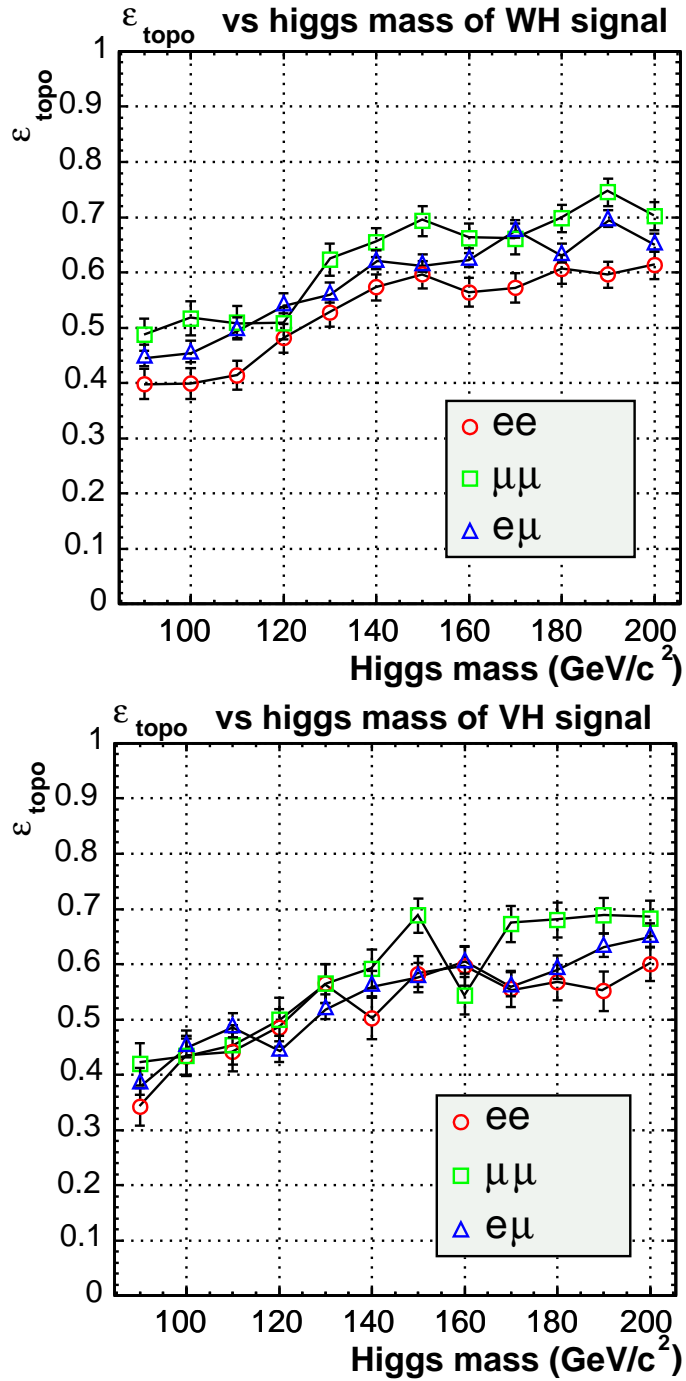 ε topo vs higgs mass of WH signal
ε topo
1
0.9
0.8
0.7
0.6
0.5
0.4
0.3
0.2
0.1
0
ee
μμ
eμ
100 120 140 160 180 200
Higgs mass (GeV/c²)
ε topo vs higgs mass of VH signal
ε topo
1
0.9
0.8
0.7
0.6
0.5
0.4
0.3
0.2
0.1
0
ee
μμ
eμ
100 120 140 160 180 200
Higgs mass (GeV/c²)